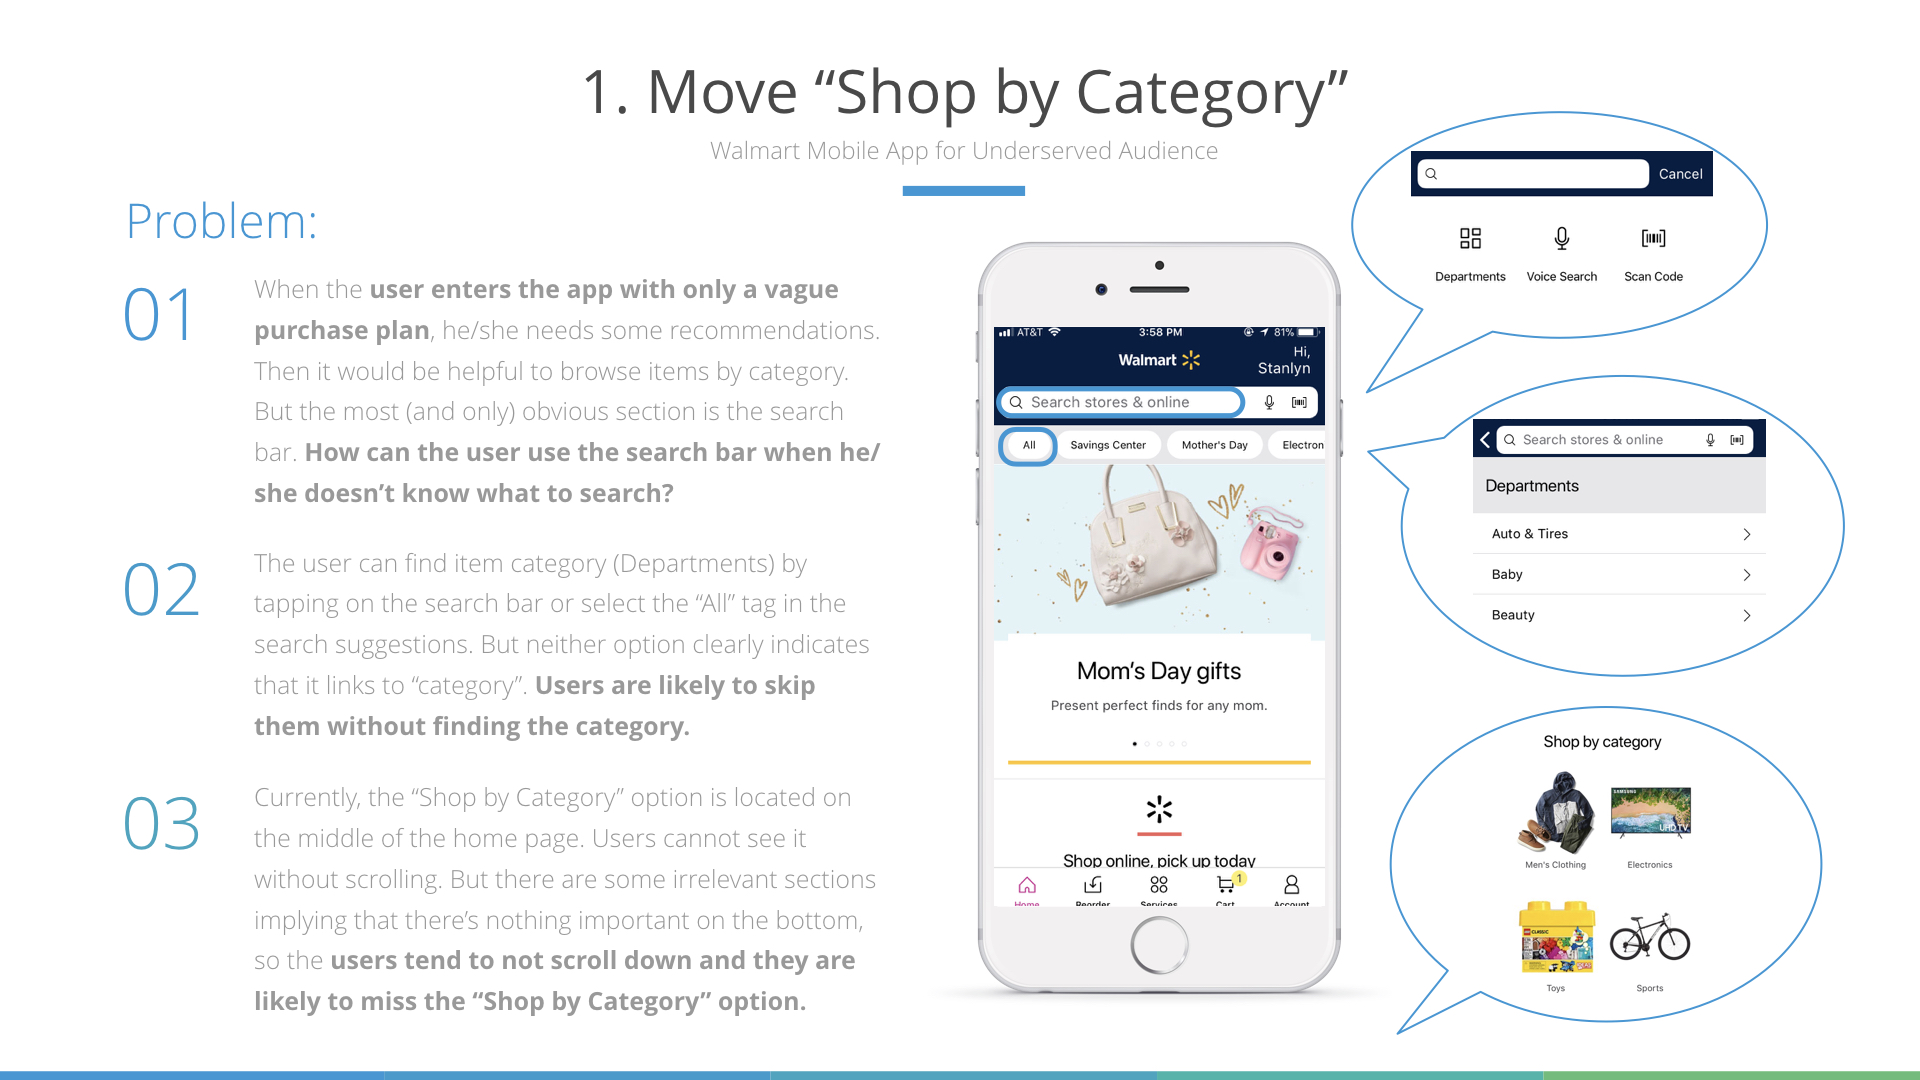 1. Move “Shop by Category”
Walmart Mobile App for Underserved Audience
Problem:
01
When the user enters the app with only a vague
purchase plan, he/she needs some recommendations.
Then it would be helpful to browse items by category.
But the most (and only) obvious section is the search
bar. How can the user use the search bar when he/
she doesn’t know what to search?
02
The user can find item category (Departments) by
tapping on the search bar or select the “All” tag in the
search suggestions. But neither option clearly indicates
that it links to “category”. Users are likely to skip
them without finding the category.
03
Currently, the “Shop by Category” option is located on
the middle of the home page. Users cannot see it
without scrolling. But there are some irrelevant sections
implying that there’s nothing important on the bottom,
so the users tend to not scroll down and they are
likely to miss the “Shop by Category” option.
AT&T 3:58 PM 81%
Walmart
Hi,
Stanlyn
Search stores & online
All Savings Center Mother's Day Electron
Mom's Day gifts
Present perfect finds for any mom.
Shop online, pick up today
1
Home Reorder Services Cart Account
Cancel
Departments Voice Search Scan Code
Search stores & online
Departments
Auto & Tires
Baby
Beauty
Shop by category
SAMSUNG
UHD TV
Men's Clothing Electronics
CLASSIC
Toys Sports